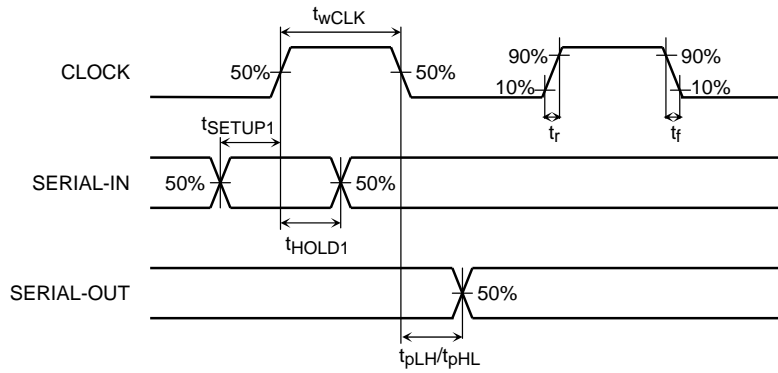 twCLK
CLOCK 50% 50% 90% 90%
10% 10%
tSETUP1 tr tf
SERIAL-IN 50% 50%
tHOLD1
SERIAL-OUT 50%
tpLH/tpHL